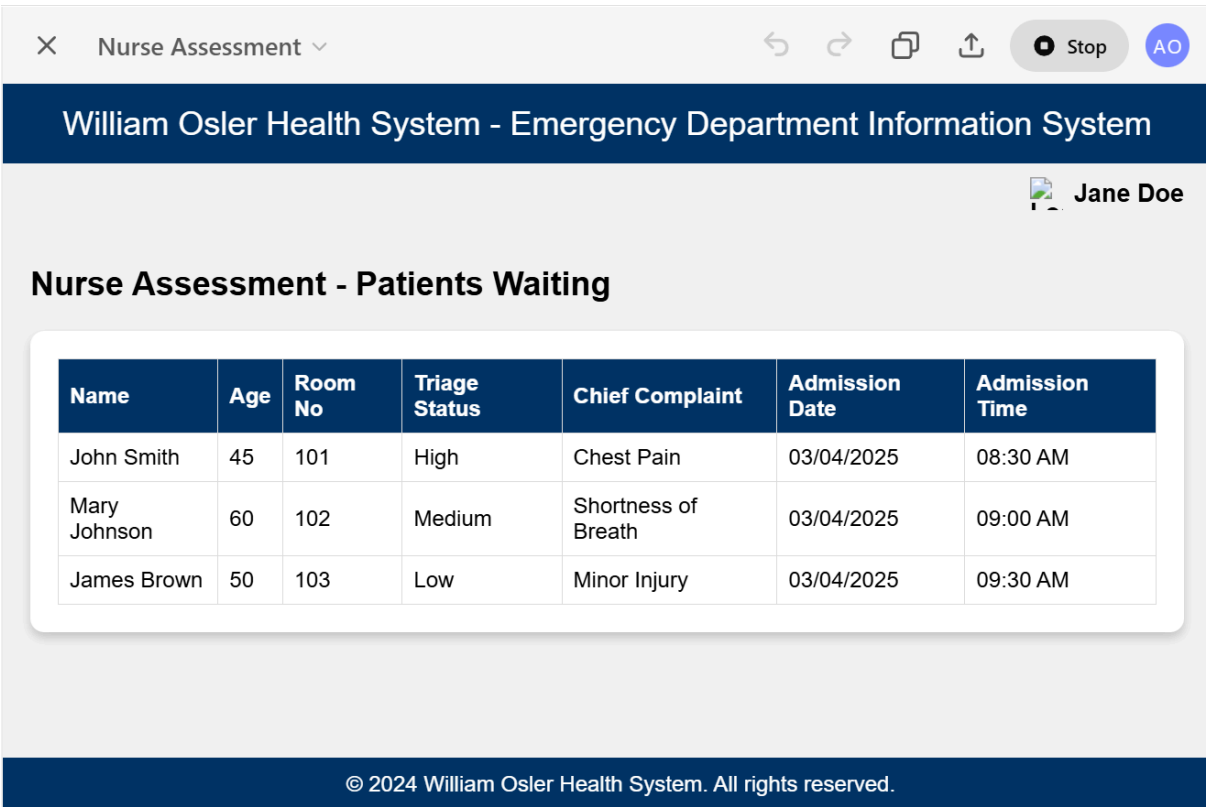 Nurse Assessment
Stop
AO
William Osler Health System - Emergency Department Information System
Jane Doe
Nurse Assessment - Patients Waiting
Name Age Room No Triage Status Chief Complaint Admission Date Admission Time
John Smith 45 101 High Chest Pain 03/04/2025 08:30 AM
Mary Johnson 60 102 Medium Shortness of Breath 03/04/2025 09:00 AM
James Brown 50 103 Low Minor Injury 03/04/2025 09:30 AM
© 2024 William Osler Health System. All rights reserved.